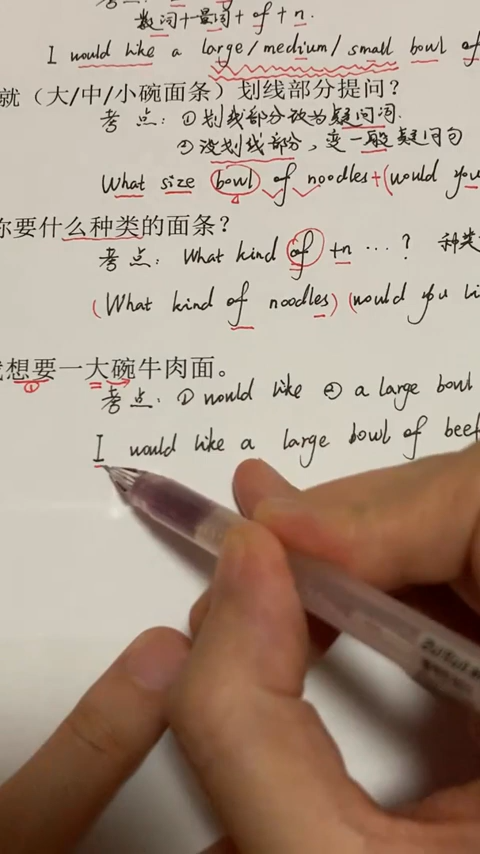 数词+量词+of+n.
I would like a large/medium/small bowl of
就（大/中/小碗面条）划线部分提问？
考点：①划线部分改为疑问词.
②没划线部分，变一般疑问句
What size bowl of noodles+(would you
你要什么种类的面条？
考点：What kind of +n ...? 种类
(What kind of noodles)(would you li
想要一大碗牛肉面。
①
考点：①would like ② a large bowl
I would like a large bowl of beef